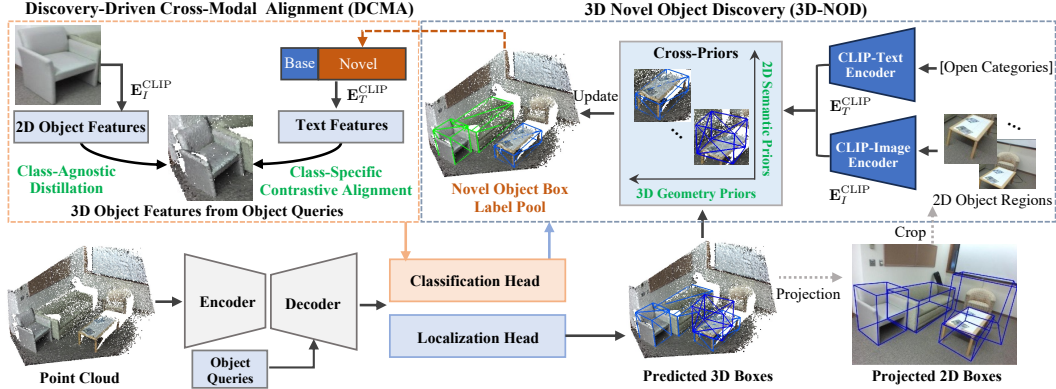 Discovery-Driven Cross-Modal Alignment (DCMA)
E_I^CLIP
Base
Novel
E_T^CLIP
2D Object Features
Text Features
Class-Agnostic
Distillation
Class-Specific
Contrastive Alignment
3D Object Features from Object Queries
3D Novel Object Discovery (3D-NOD)
Novel Object Box
Label Pool
Update
Cross-Priors
2D Semantic Priors
3D Geometry Priors
CLIP-Text
Encoder
[Open Categories]
E_T^CLIP
CLIP-Image
Encoder
E_I^CLIP
2D Object Regions
Crop
Point Cloud
Encoder
Decoder
Object
Queries
Classification Head
Localization Head
Predicted 3D Boxes
Projection
Projected 2D Boxes